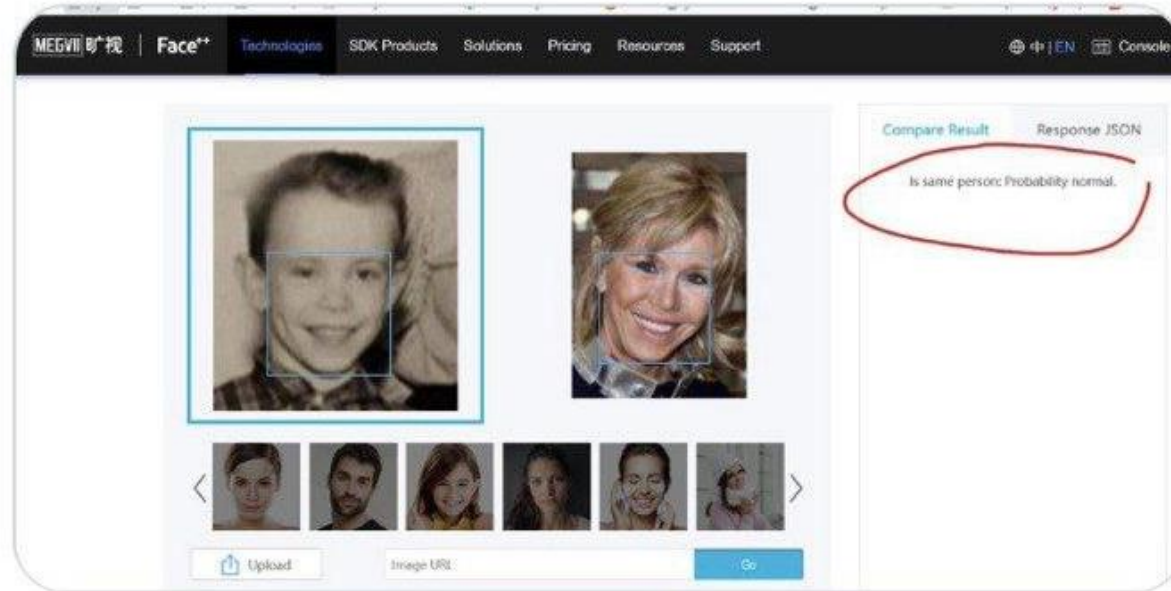 MEGVII 旷视 | Face++ Technologies SDK Products Solutions Pricing Resources Support 中 | EN Console
Compare Result Response JSON
Is same person: Probability normal.
Upload Image URL Go